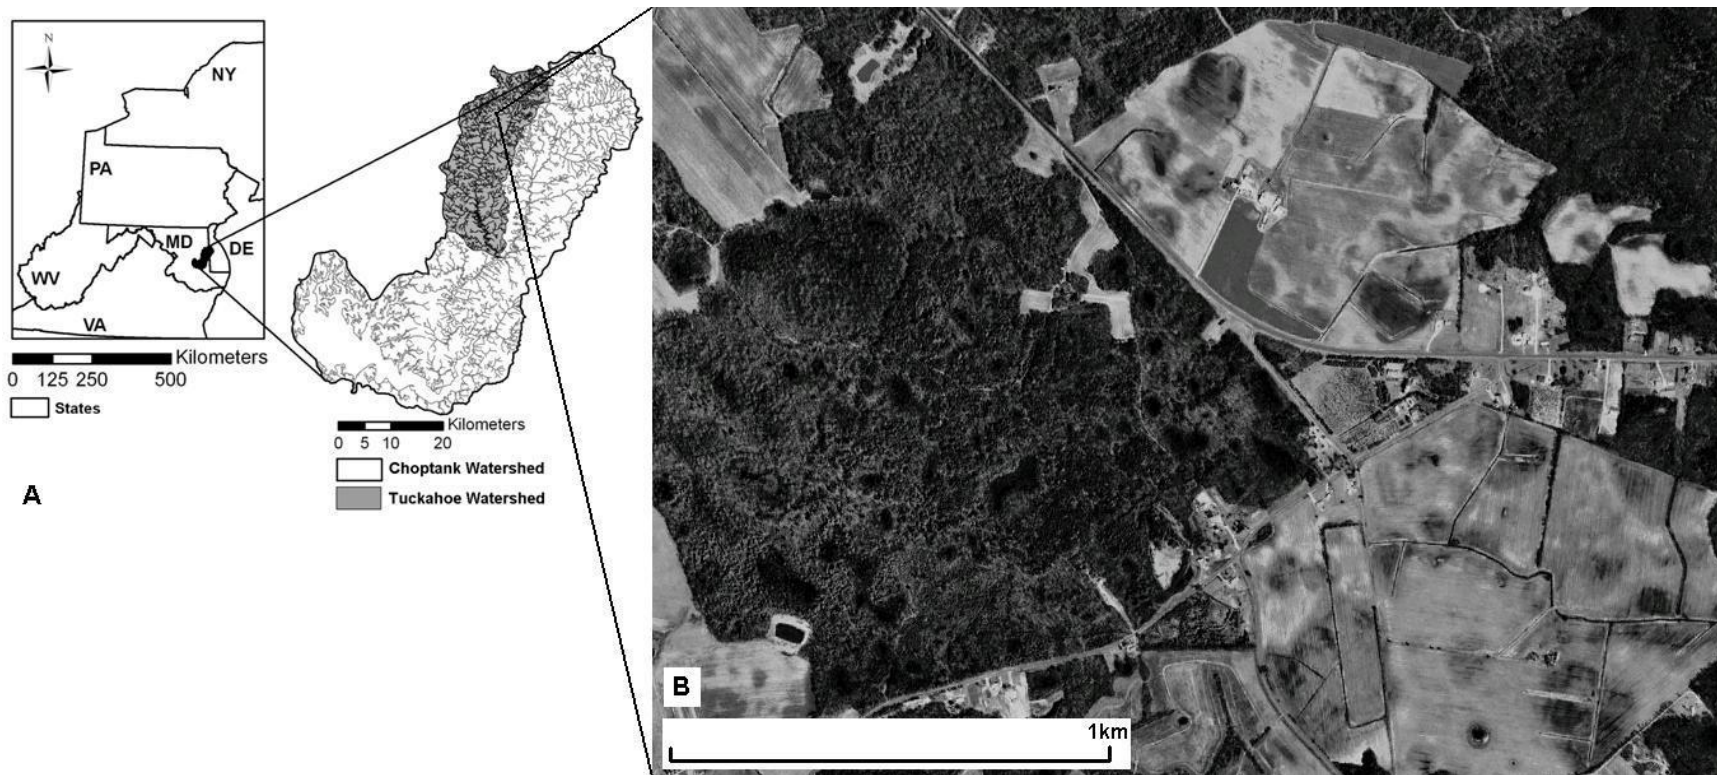 N
NY
PA
MD
DE
WV
VA
Kilometers
0 125 250 500
States
Kilometers
0 5 10 20
Choptank Watershed
Tuckahoe Watershed
A
B
1km